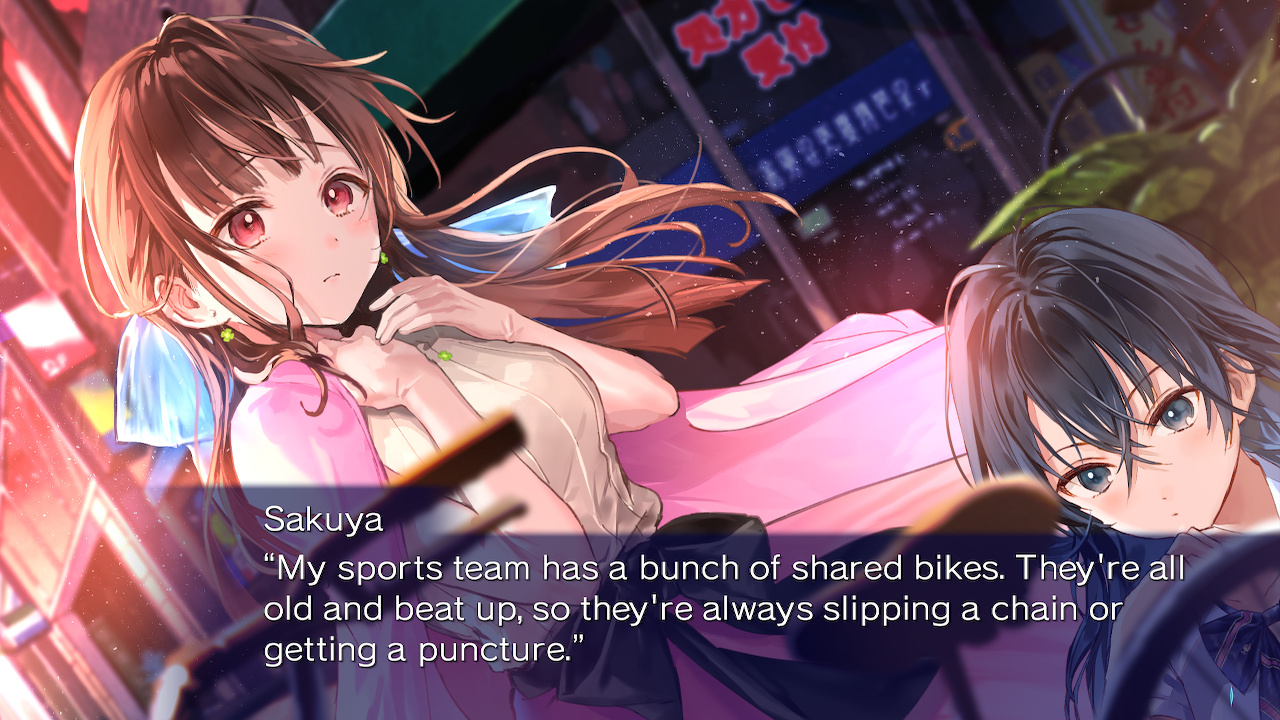 Sakuya
“My sports team has a bunch of shared bikes. They're all
old and beat up, so they're always slipping a chain or
getting a puncture.”